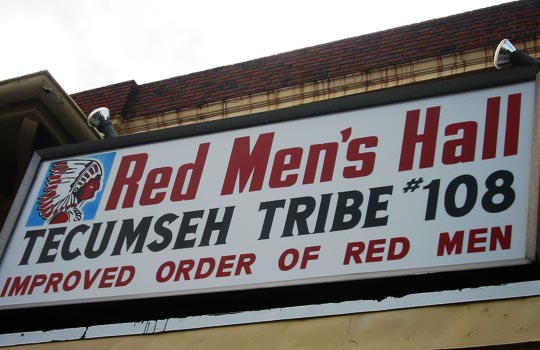 Red Men's Hall
TECUMSEH TRIBE #108
IMPROVED ORDER OF RED MEN